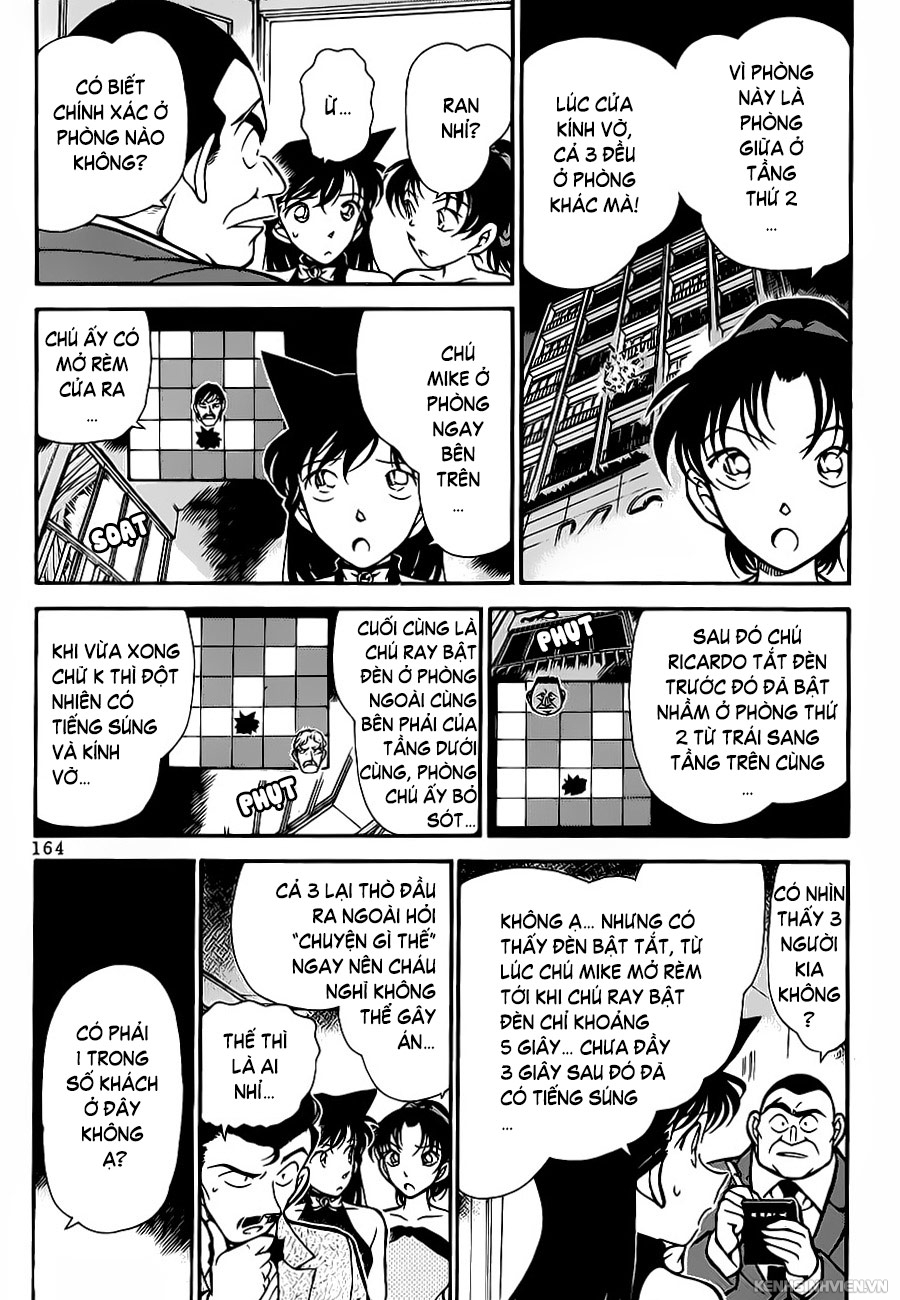 VÌ PHÒNG
NÀY LÀ
PHÒNG
GIỮA Ở
TẦNG
THỨ 2
...
LÚC CỬA
KÍNH VỠ,
CẢ 3 ĐỀU
Ở PHÒNG
KHÁC MÀ!
RAN
NHỈ?
Ừ...
CÓ BIẾT
CHÍNH XÁC Ở
PHÒNG NÀO
KHÔNG?
CHÚ
MIKE Ở
PHÒNG
NGAY
BÊN
TRÊN
...
CHÚ ẤY CÓ
MỞ RÈM
CỬA RA
...
SOẠT
SAU ĐÓ CHÚ
RICARDO TẮT ĐÈN
TRƯỚC ĐÓ ĐÃ BẬT
NHẦM Ở PHÒNG THỨ
2 TỪ TRÁI SANG
TẦNG TRÊN CÙNG
...
PHỤT
CUỐI CÙNG LÀ
CHÚ RAY BẬT
ĐÈN Ở PHÒNG
NGOÀI CÙNG
BÊN PHẢI CỦA
TẦNG DƯỚI
CÙNG, PHÒNG
CHÚ ẤY BỎ
SÓT...
KHI VỪA XONG
CHỮ K THÌ ĐỘT
NHIÊN CÓ
TIẾNG SÚNG
VÀ KÍNH
VỠ...
PHỤT
164
CÓ NHÌN
THẤY 3
NGƯỜI
KIA
KHÔNG
?
KHÔNG Ạ... NHƯNG CÓ
THẤY ĐÈN BẬT TẮT, TỪ
LÚC CHÚ MIKE MỞ RÈM
TỚI KHI CHÚ RAY BẬT
ĐÈN CHỈ KHOẢNG
5 GIÂY... CHƯA ĐẦY
3 GIÂY SAU ĐÓ ĐÃ
CÓ TIẾNG SÚNG
...
CẢ 3 LẠI THÒ ĐẦU
RA NGOÀI HỎI
"CHUYỆN GÌ THẾ"
NGAY NÊN CHÁU
NGHĨ KHÔNG
THỂ GÂY
ÁN...
THẾ THÌ
LÀ AI
NHỈ...
CÓ PHẢI
1 TRONG
SỐ KHÁCH
Ở ĐÂY
KHÔNG
Ạ?
KENHSINHVIEN.VN